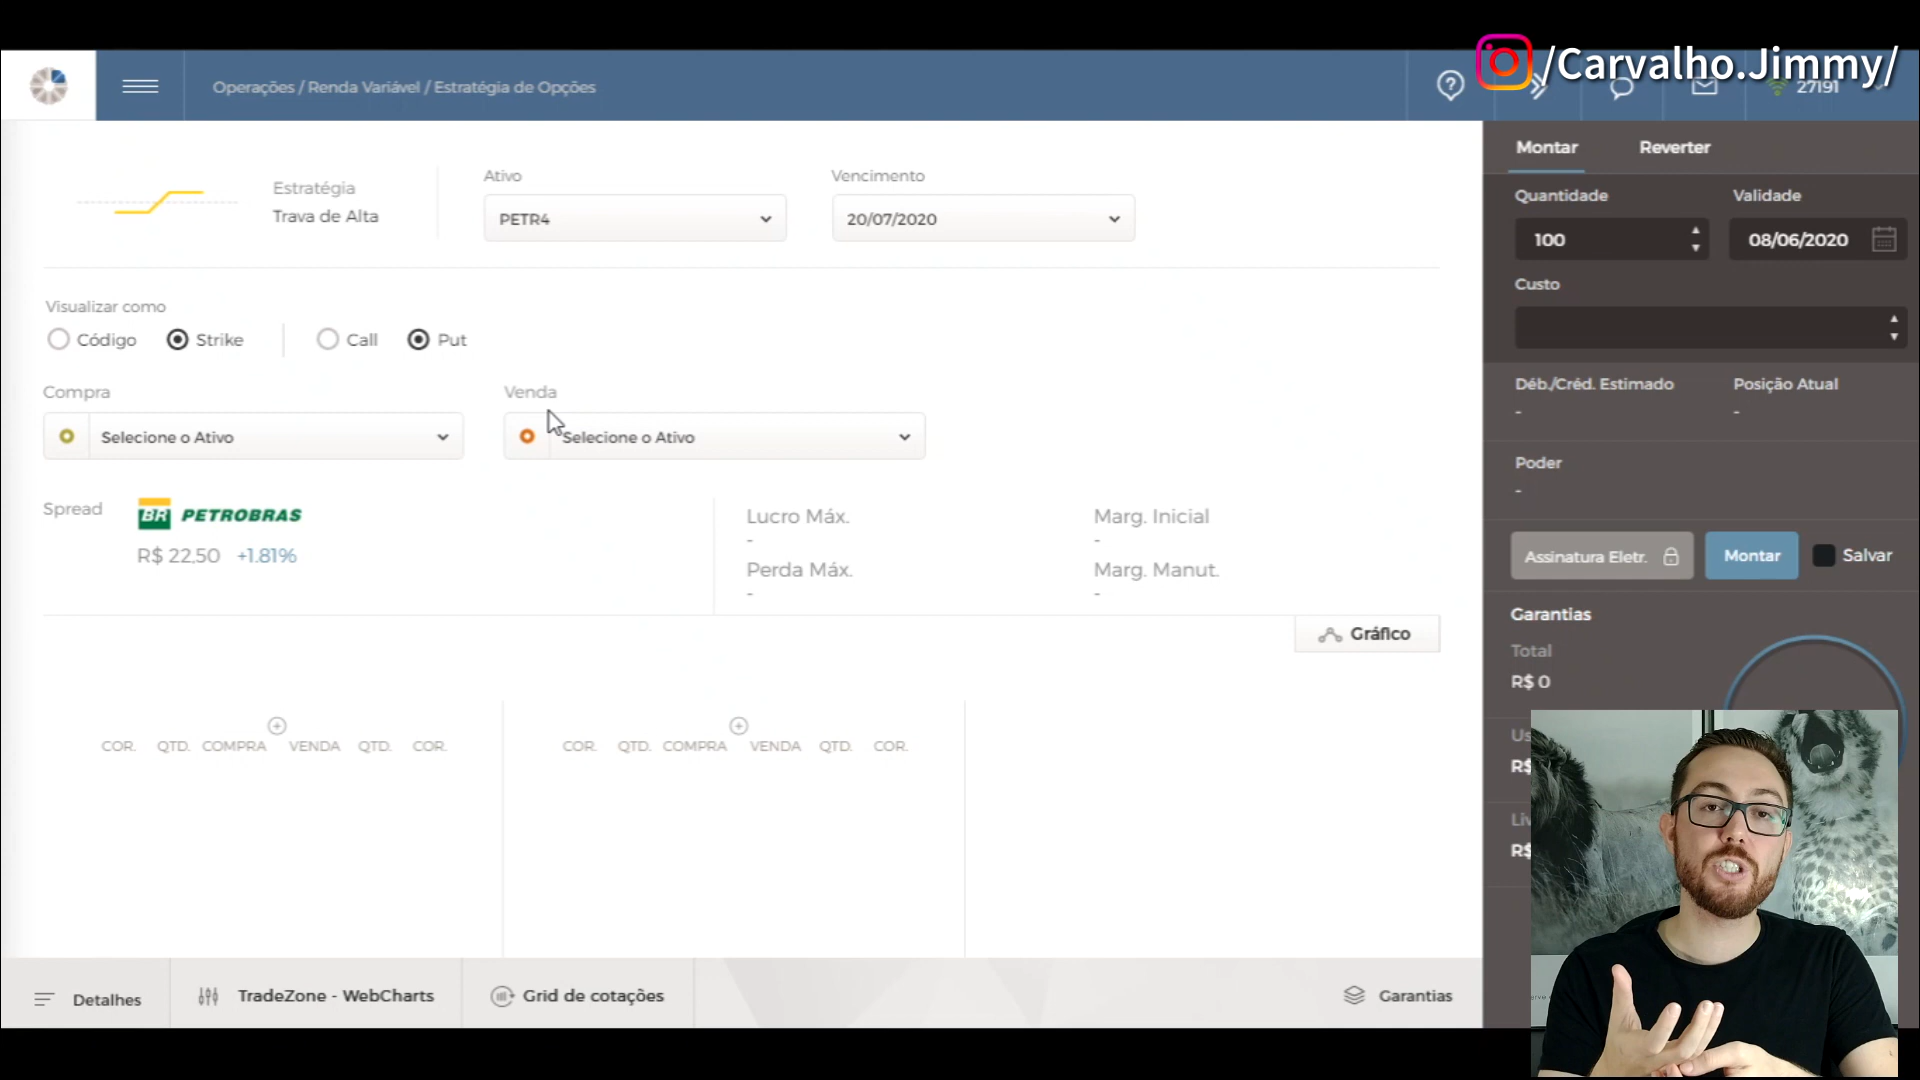 /Carvalho.Jimmy/
Operações / Renda Variável / Estratégia de Opções
27191
Estratégia
Trava de Alta
Ativo
PETR4
Vencimento
20/07/2020
Montar
Reverter
Quantidade
Validade
100
08/06/2020
Custo
Visualizar como
Código
Strike
Call
Put
Compra
Selecione o Ativo
Venda
Selecione o Ativo
Déb./Créd. Estimado
Posição Atual
-
-
Poder
-
Spread
BR PETROBRAS
R$ 22,50 +1.81%
Lucro Máx.
-
Perda Máx.
-
Marg. Inicial
-
Marg. Manut.
-
Assinatura Eletr.
Montar
Salvar
Gráfico
Garantias
Total
R$ 0
Us
R$
Liv
R$
COR. QTD. COMPRA VENDA QTD. COR.
COR. QTD. COMPRA VENDA QTD. COR.
Detalhes
TradeZone - WebCharts
Grid de cotações
Garantias